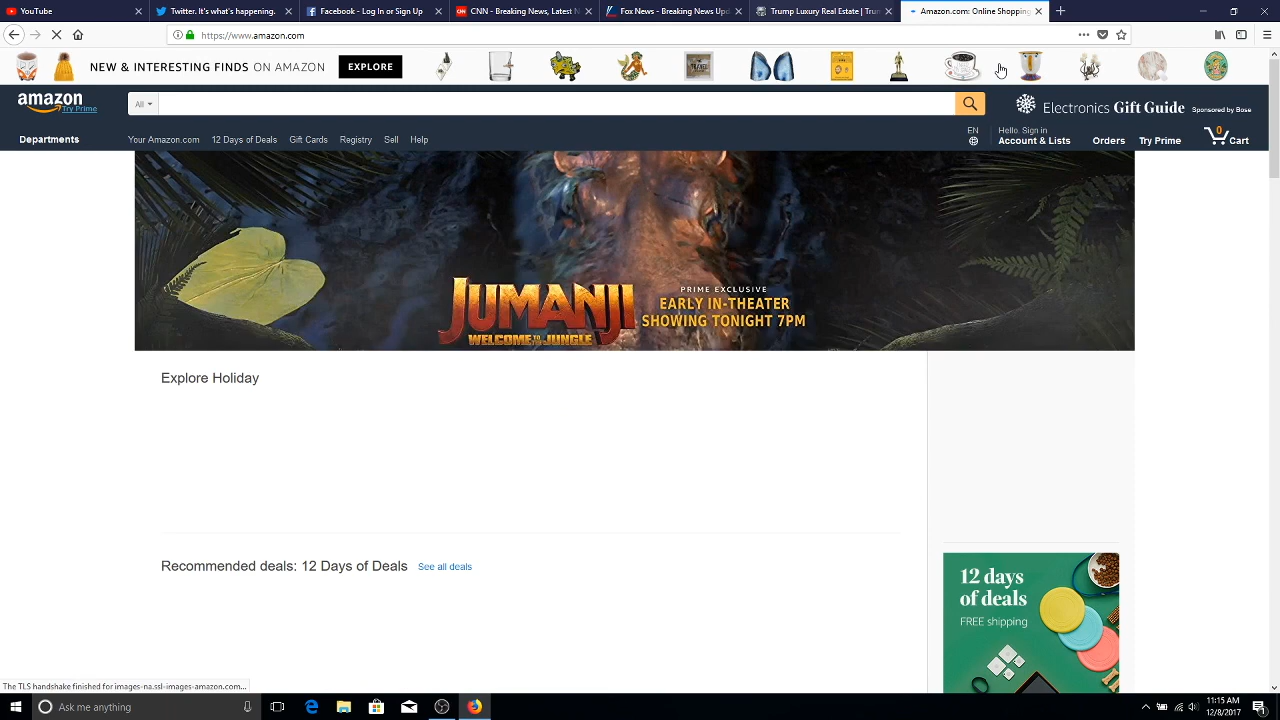 YouTube
Twitter. It's what's happening.
Facebook - Log In or Sign Up
CNN - Breaking News, Latest N
Fox News - Breaking News Upd
Trump Luxury Real Estate | Trun
Amazon.com: Online Shopping
https://www.amazon.com
NEW & INTERESTING FINDS ON AMAZON
EXPLORE
amazon
Try Prime
All
Electronics Gift Guide
Sponsored by Bose
Departments
Your Amazon.com
12 Days of Deals
Gift Cards
Registry
Sell
Help
EN
Hello. Sign in
Account & Lists
Orders
Try Prime
0
Cart
JUMANJI
WELCOME TO JUNGLE
PRIME EXCLUSIVE
EARLY IN-THEATER
SHOWING TONIGHT 7PM
Explore Holiday
Recommended deals: 12 Days of Deals
See all deals
12 days
of deals
FREE shipping
The TLS handshake finished for images-na.ssl-images-amazon.com...
Ask me anything
11:15 AM
12/8/2017